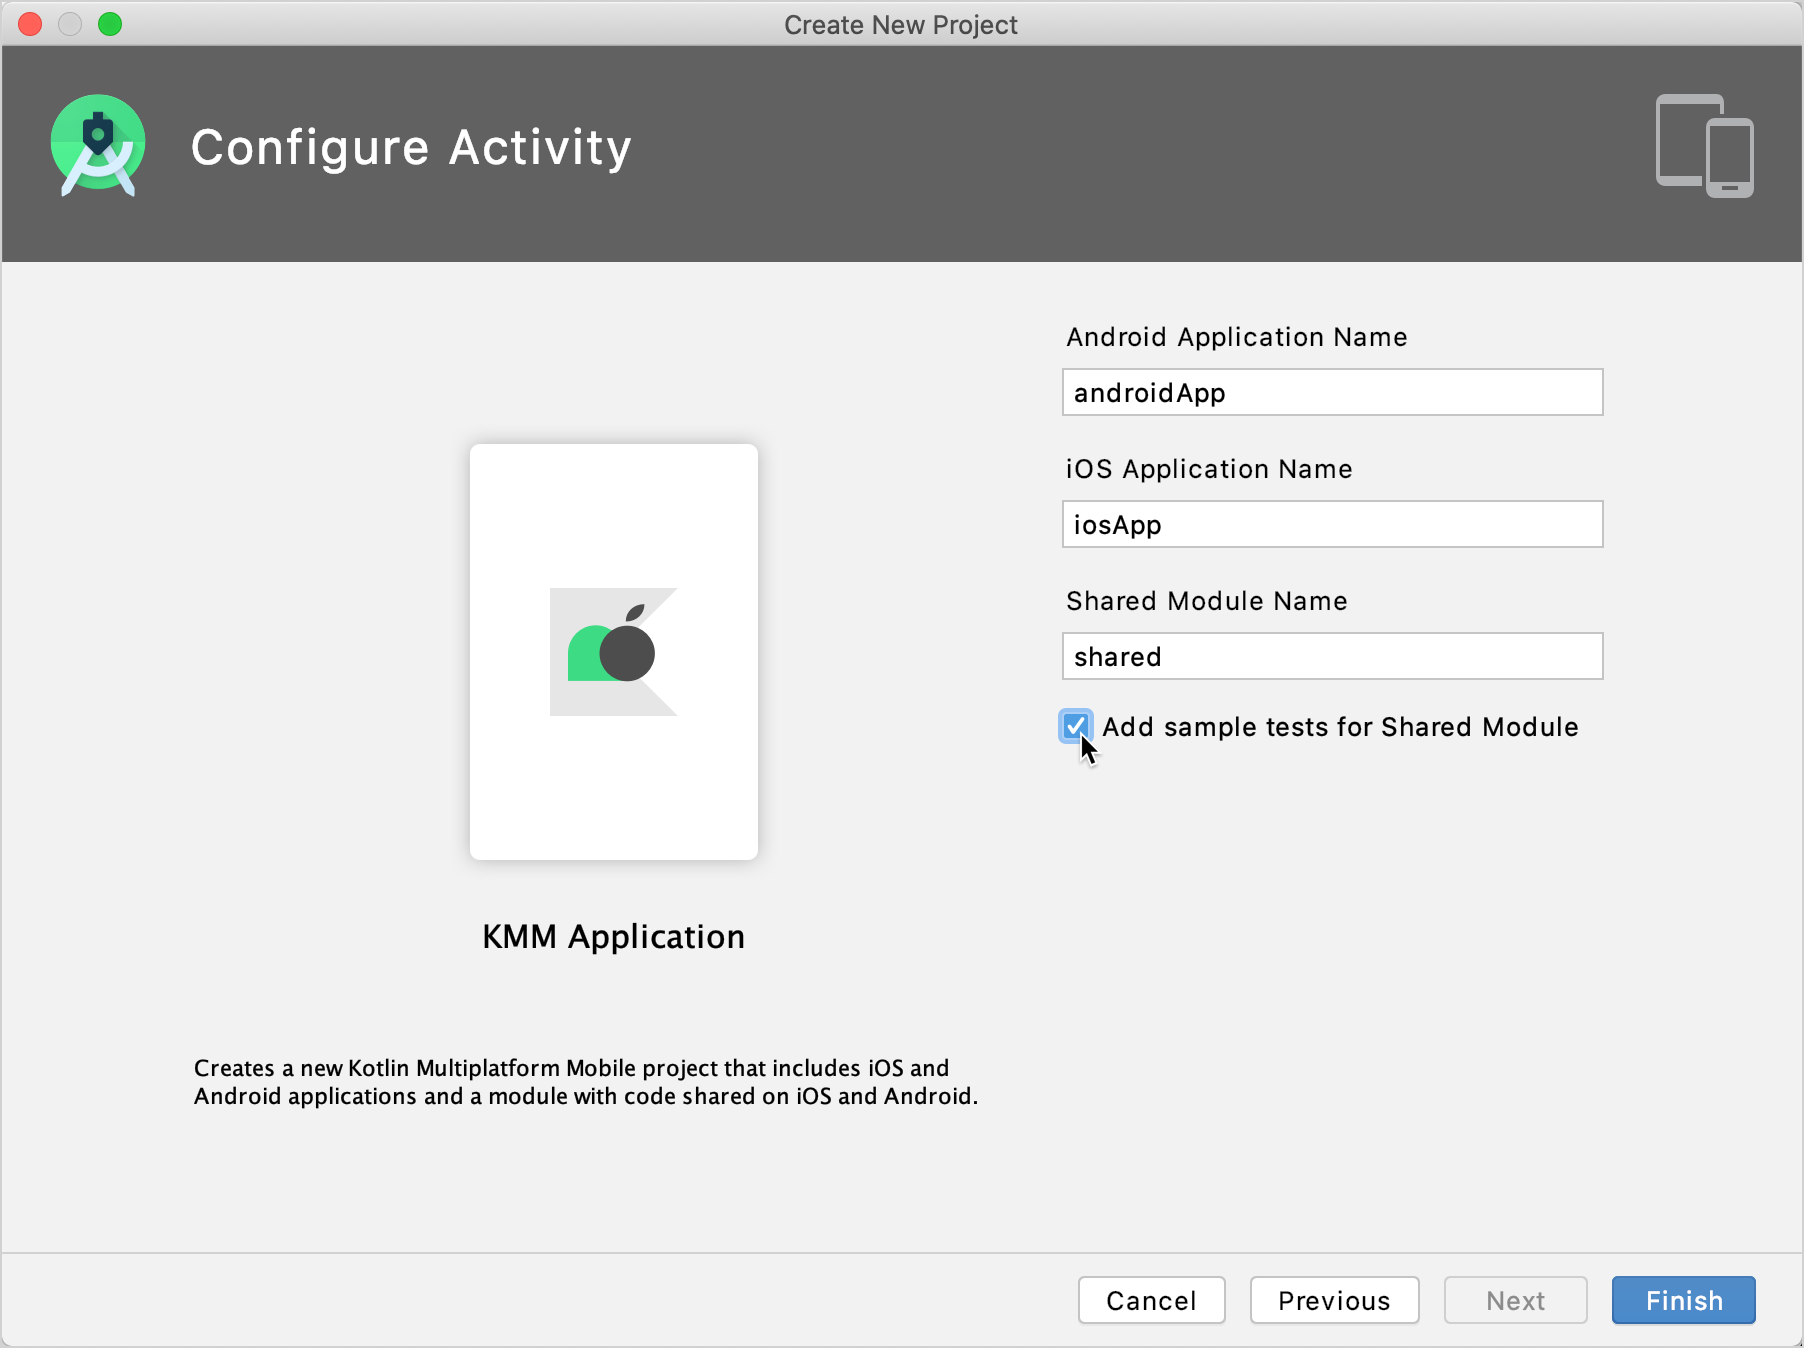 Create New Project
Configure Activity
Android Application Name
androidApp
iOS Application Name
iosApp
Shared Module Name
shared
Add sample tests for Shared Module
KMM Application
Creates a new Kotlin Multiplatform Mobile project that includes iOS and
Android applications and a module with code shared on iOS and Android.
Cancel
Previous
Next
Finish